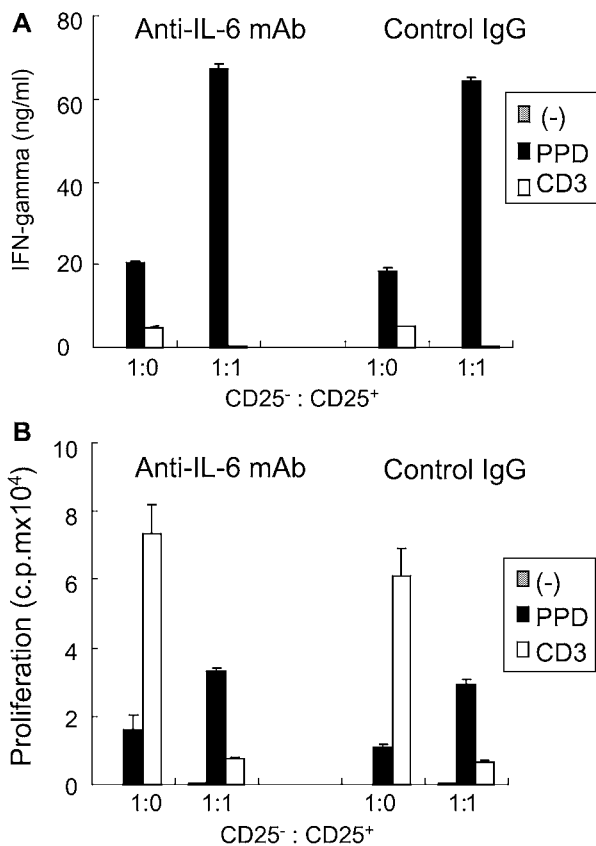 A
Anti-IL-6 mAb
Control IgG
IFN-gamma (ng/ml)
80
60
40
20
0
(-)
PPD
CD3
1:0
1:1
1:0
1:1
CD25⁻ : CD25⁺
B
Anti-IL-6 mAb
Control IgG
Proliferation (c.p.mx10⁴)
10
8
6
4
2
0
(-)
PPD
CD3
1:0
1:1
1:0
1:1
CD25⁻ : CD25⁺